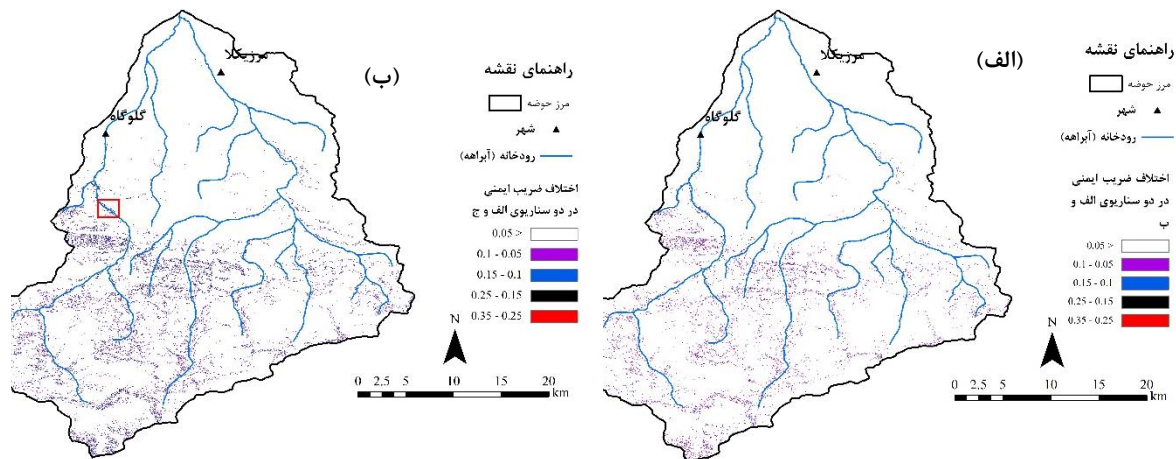 (الف)
مرزیکلا
گلوگاه
راهنمای نقشه
مرز حوضه
شهر
رودخانه (آبراهه)
اختلاف ضریب ایمنی
در دو سناریوی الف و
ب
0.05 >
0.1 - 0.05
0.15 - 0.1
0.25 - 0.15
0.35 - 0.25
N
0 2.5 5 10 15 20
km
(ب)
مرزیکلا
گلوگاه
راهنمای نقشه
مرز حوضه
شهر
رودخانه (آبراهه)
اختلاف ضریب ایمنی
در دو سناریوی الف و ج
0.05 >
0.1 - 0.05
0.15 - 0.1
0.25 - 0.15
0.35 - 0.25
N
0 2.5 5 10 15 20
km